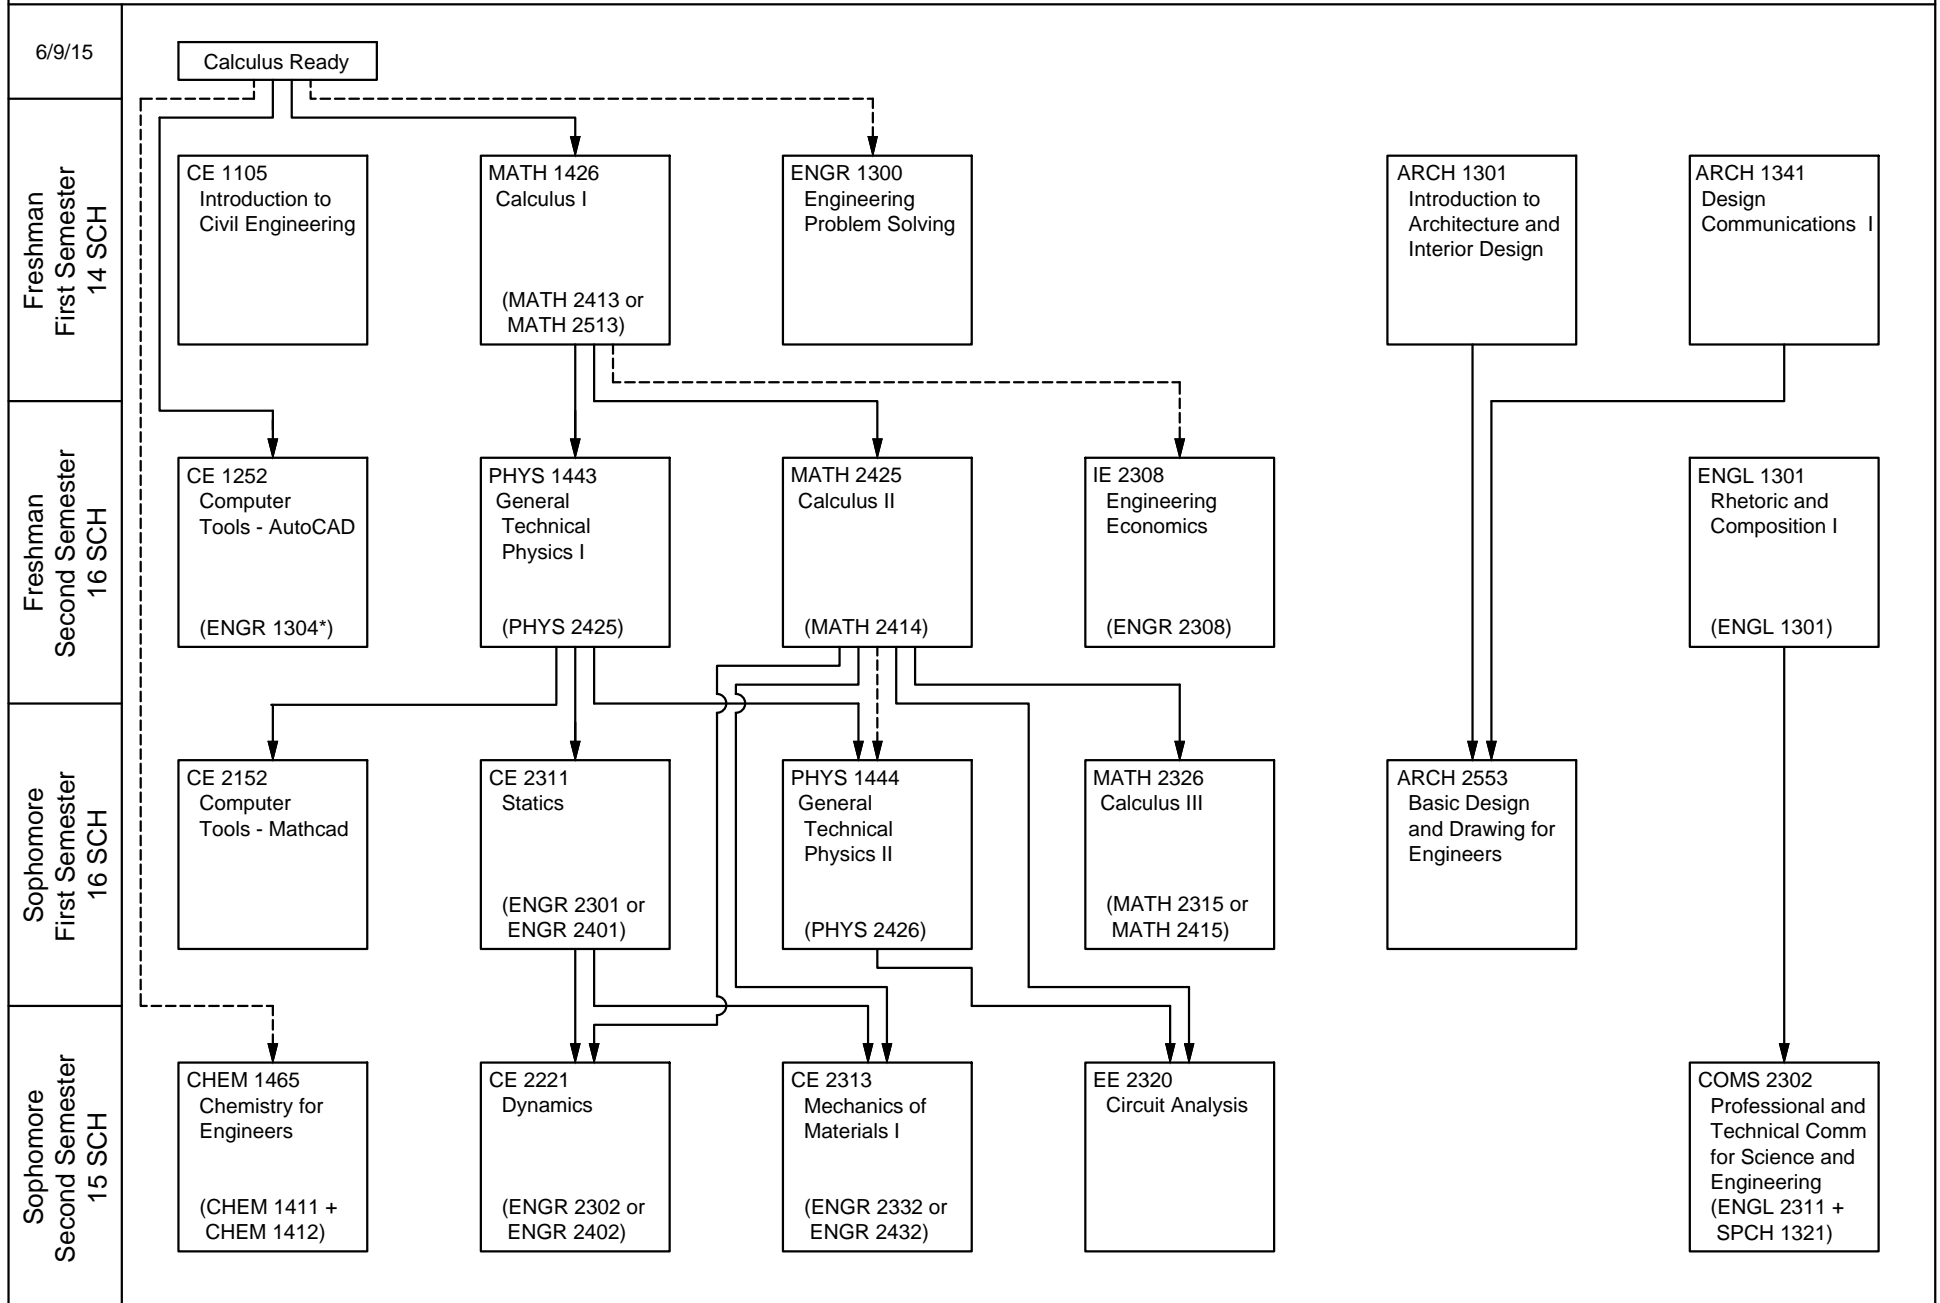 6/9/15
Calculus Ready
Freshman
First Semester
14 SCH
CE 1105
Introduction to
Civil Engineering
MATH 1426
Calculus I
(MATH 2413 or
MATH 2513)
ENGR 1300
Engineering
Problem Solving
ARCH 1301
Introduction to
Architecture and
Interior Design
ARCH 1341
Design
Communications I
Freshman
Second Semester
16 SCH
CE 1252
Computer
Tools - AutoCAD
(ENGR 1304*)
PHYS 1443
General
Technical
Physics I
(PHYS 2425)
MATH 2425
Calculus II
(MATH 2414)
IE 2308
Engineering
Economics
(ENGR 2308)
ENGL 1301
Rhetoric and
Composition I
(ENGL 1301)
Sophomore
First Semester
16 SCH
CE 2152
Computer
Tools - Mathcad
CE 2311
Statics
(ENGR 2301 or
ENGR 2401)
PHYS 1444
General
Technical
Physics II
(PHYS 2426)
MATH 2326
Calculus III
(MATH 2315 or
MATH 2415)
ARCH 2553
Basic Design
and Drawing for
Engineers
Sophomore
Second Semester
15 SCH
CHEM 1465
Chemistry for
Engineers
(CHEM 1411 +
CHEM 1412)
CE 2221
Dynamics
(ENGR 2302 or
ENGR 2402)
CE 2313
Mechanics of
Materials I
(ENGR 2332 or
ENGR 2432)
EE 2320
Circuit Analysis
COMS 2302
Professional and
Technical Comm
for Science and
Engineering
(ENGL 2311 +
SPCH 1321)